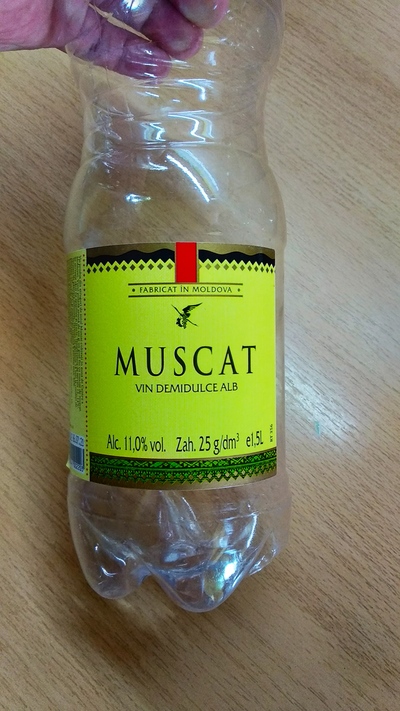 • FABRICAT ÎN MOLDOVA •
MUSCAT
VIN DEMIDULCE ALB
Alc. 11,0% vol. Zah. 25 g/dm³ e1,5L